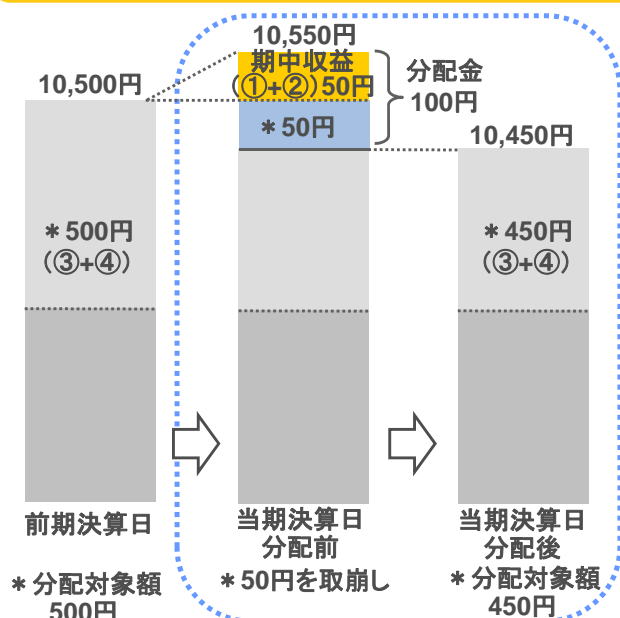 10,550円
期中収益
(①+②)50円
分配金
100円
10,500円
＊50円
10,450円
＊500円
(③+④)
＊450円
(③+④)
前期決算日
当期決算日
分配前
当期決算日
分配後
＊分配対象額
500円
＊50円を取崩し
＊分配対象額
450円